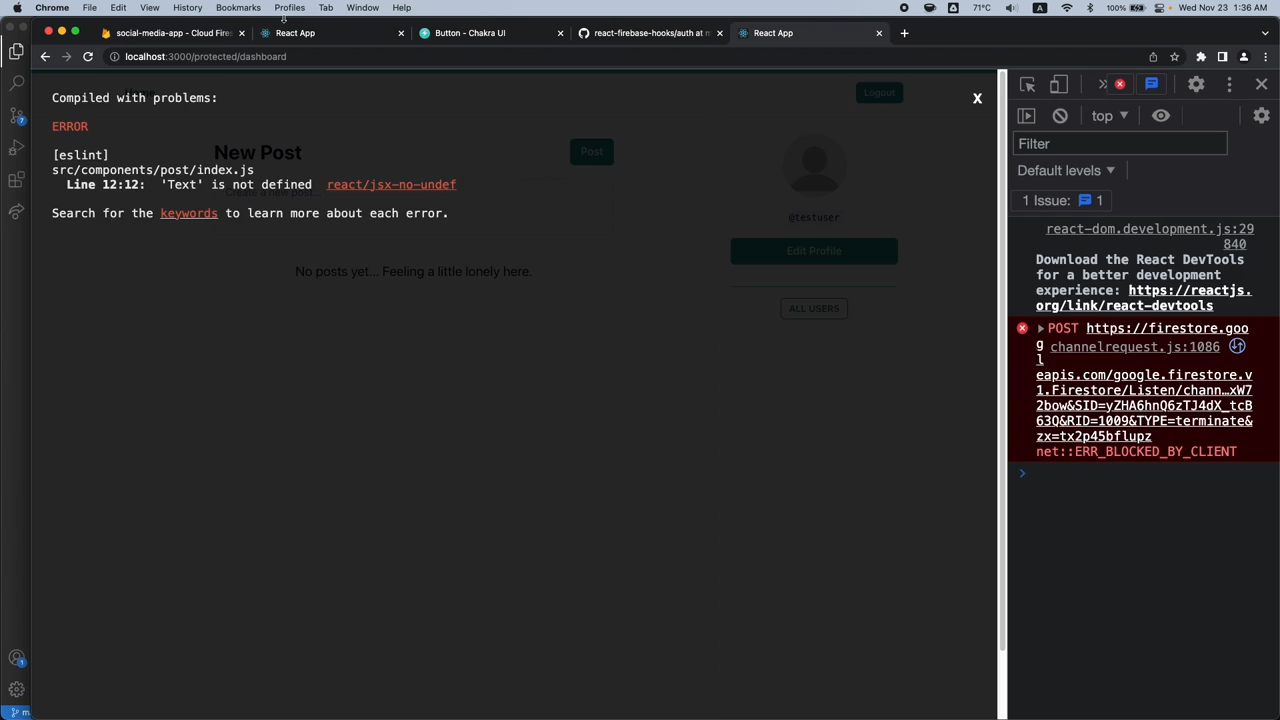 Chrome File Edit View History Bookmarks Profiles Tab Window Help 71°C A 100% Wed Nov 23 1:36 AM
social-media-app - Cloud Fires React App Button - Chakra UI react-firebase-hooks/auth at m React App
localhost:3000/protected/dashboard
Compiled with problems:
X
Logout
ERROR
[eslint]
New Post
Post
src/components/post/index.js
Line 12:12: 'Text' is not defined react/jsx-no-undef
Search for the keywords to learn more about each error.
@testuser
Edit Profile
No posts yet... Feeling a little lonely here.
ALL USERS
top
Filter
Default levels
1 Issue: 1
react-dom.development.js:29
840
Download the React DevTools
for a better development
experience: https://reactjs.
org/link/react-devtools
POST https://firestore.goo
g channelrequest.js:1086
l
eapis.com/google.firestore.v
1.Firestore/Listen/chann…xW7
2bow&SID=yZHA6hnQ6zTJ4dX_tcB
63Q&RID=1009&TYPE=terminate&
zx=tx2p45bflupz
net::ERR_BLOCKED_BY_CLIENT
7
1